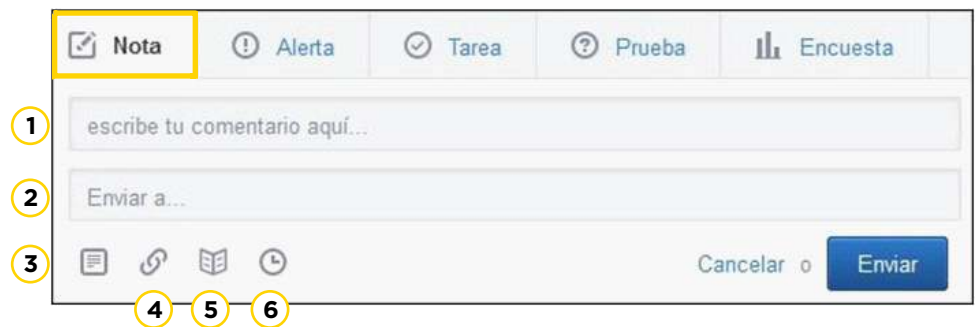 Nota Alerta Tarea Prueba Encuesta
1 escribe tu comentario aquí...
2 Enviar a...
3 Cancelar o Enviar
4 5 6